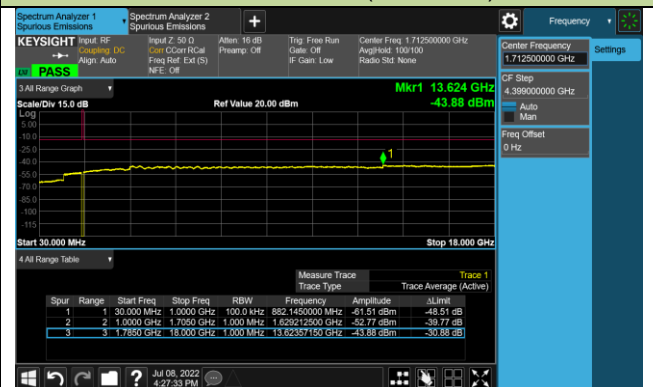 Spectrum Analyzer 1
Spurious Emissions
Spectrum Analyzer 2
Spurious Emissions
Frequency
KEYSIGHT
Input: RF
Coupling: DC
Align: Auto
Input Z: 50 Ω
Corr CCorr RCal
Freq Ref: Ext (S)
NFE: Off
Atten: 16 dB
Preamp: Off
Trig: Free Run
Gate: Off
IF Gain: Low
Center Freq: 1.712500000 GHz
Avg|Hold: 100/100
Radio Std: None
PASS
Center Frequency
1.712500000 GHz
Settings
CF Step
4.399000000 GHz
Auto
Man
Freq Offset
0 Hz
3 All Range Graph
Mkr1 13.624 GHz
Scale/Div 15.0 dB
Ref Value 20.00 dBm
-43.88 dBm
Log
5.00
-10.0
-25.0
-40.0
-55.0
-70.0
-85.0
-100
-115
1
Start 30.000 MHz
Stop 18.000 GHz
4 All Range Table
Measure Trace Trace 1
Trace Type Trace Average (Active)
Spur Range Start Freq Stop Freq RBW Frequency Amplitude ΔLimit
1 1 30.000 MHz 1.0000 GHz 100.0 kHz 882.1450000 MHz -61.51 dBm -48.51 dB
2 2 1.0000 GHz 1.7050 GHz 1.000 MHz 1.629212500 GHz -52.77 dBm -39.77 dB
3 3 1.7850 GHz 18.000 GHz 1.000 MHz 13.62357150 GHz -43.88 dBm -30.88 dB
Jul 08, 2022
4:27:33 PM